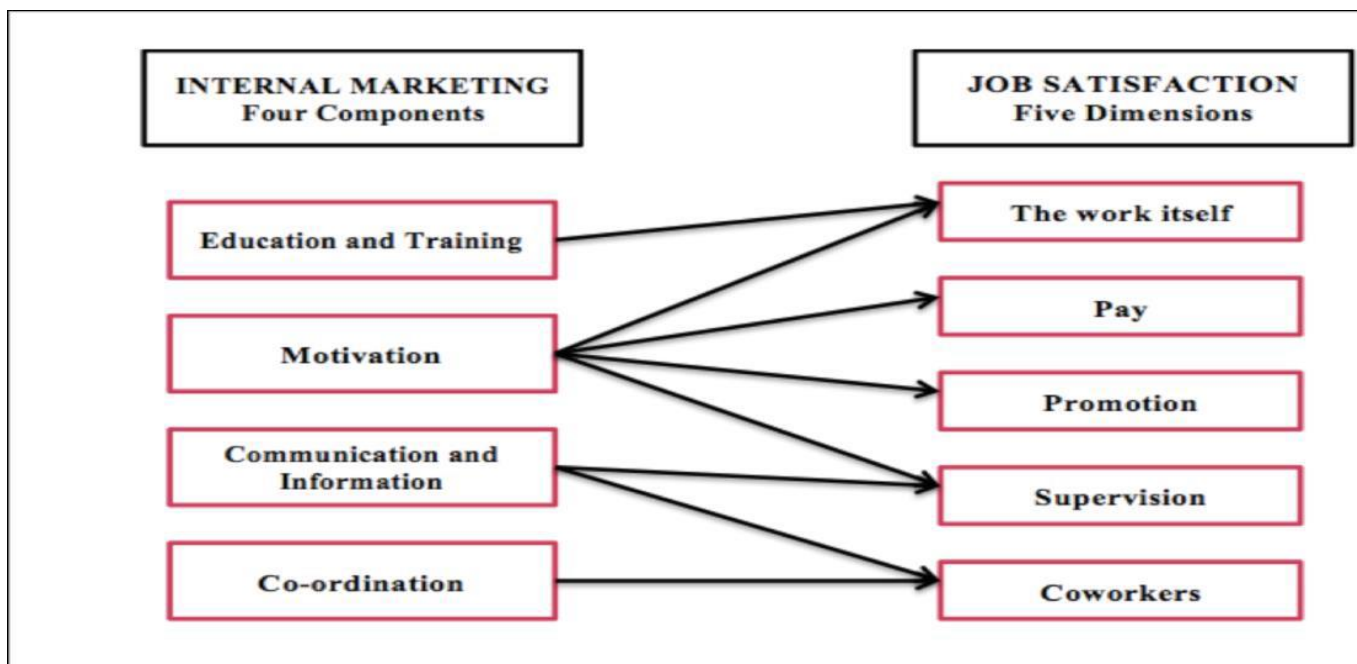 INTERNAL MARKETING
Four Components
JOB SATISFACTION
Five Dimensions
Education and Training
Motivation
Communication and
Information
Co-ordination
The work itself
Pay
Promotion
Supervision
Coworkers